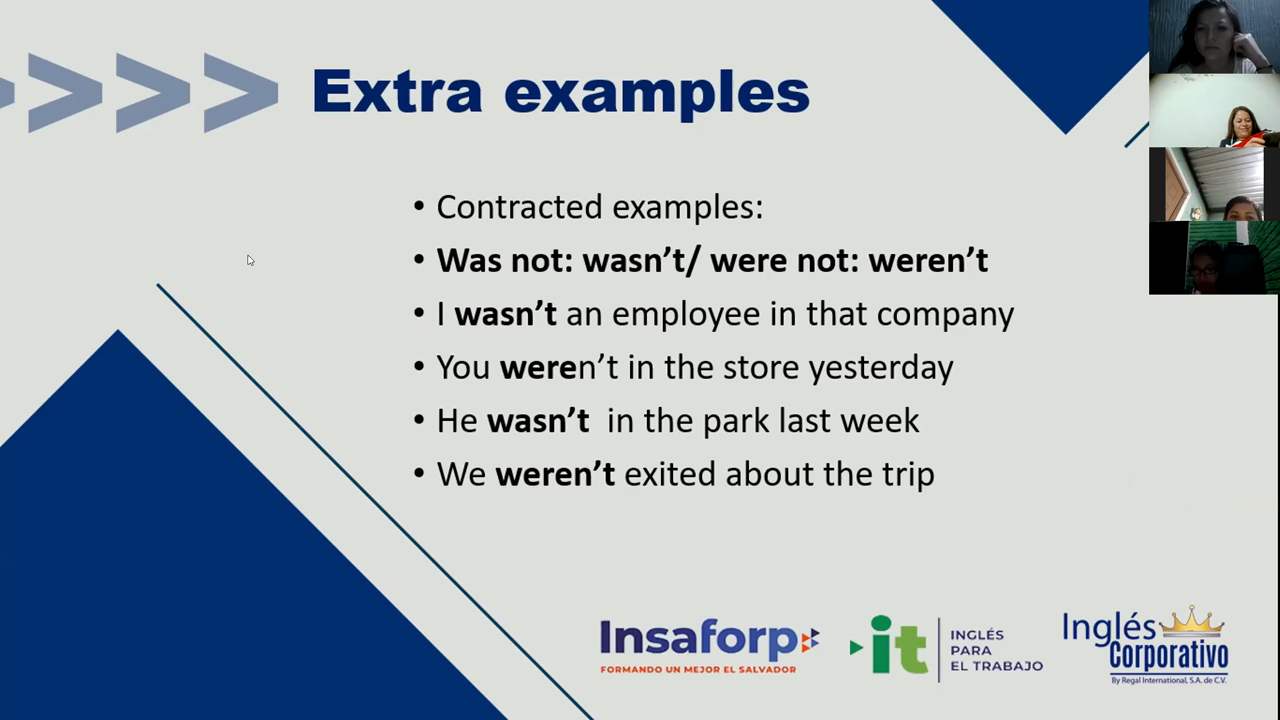 Extra examples
• Contracted examples:
• Was not: wasn’t/ were not: weren’t
• I wasn’t an employee in that company
• You weren’t in the store yesterday
• He wasn’t in the park last week
• We weren’t exited about the trip
Insaforp
FORMANDO UN MEJOR EL SALVADOR
it
INGLÉS
PARA
EL TRABAJO
Inglés
Corporativo
By Regal International, S.A. de C.V.